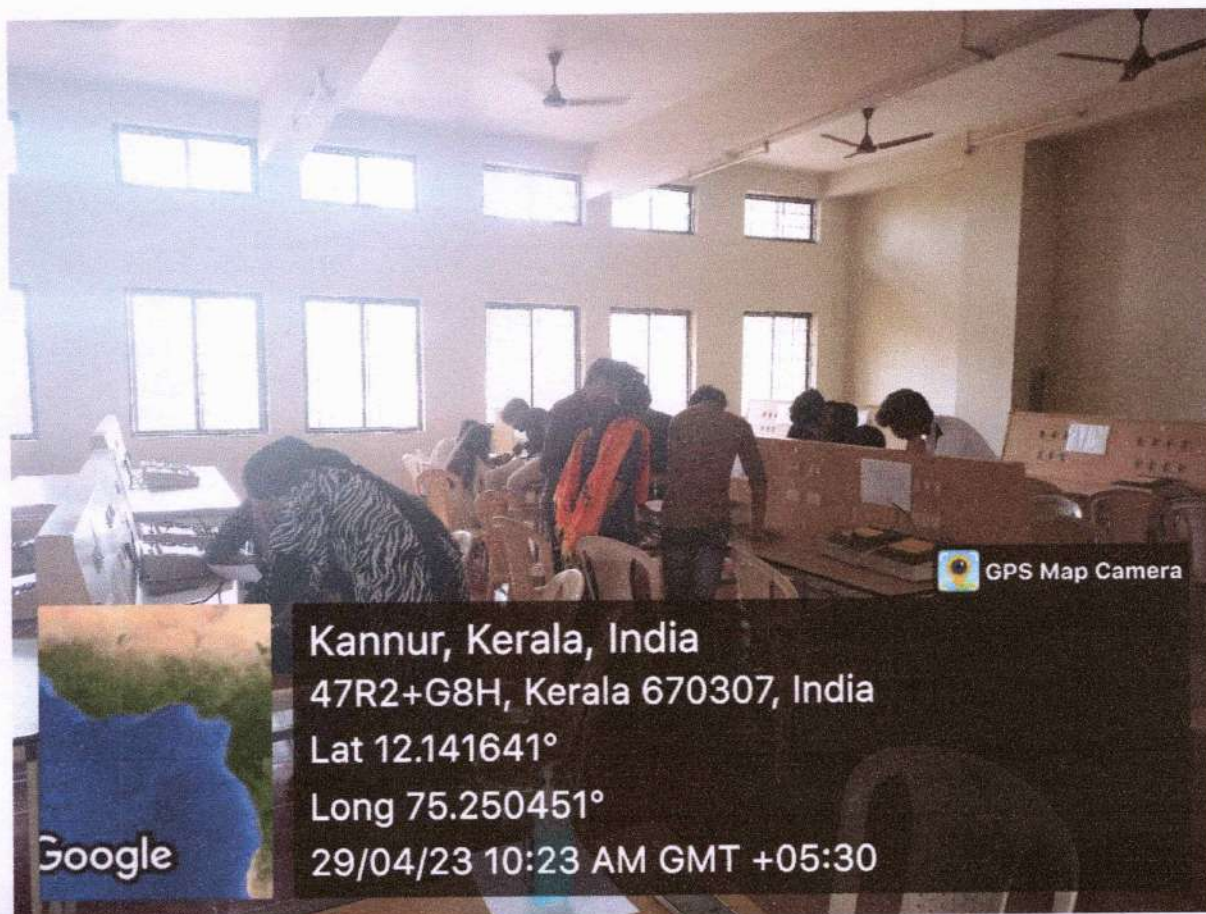 GPS Map Camera
Kannur, Kerala, India
47R2+G8H, Kerala 670307, India
Lat 12.141641°
Long 75.250451°
29/04/23 10:23 AM GMT +05:30
Google